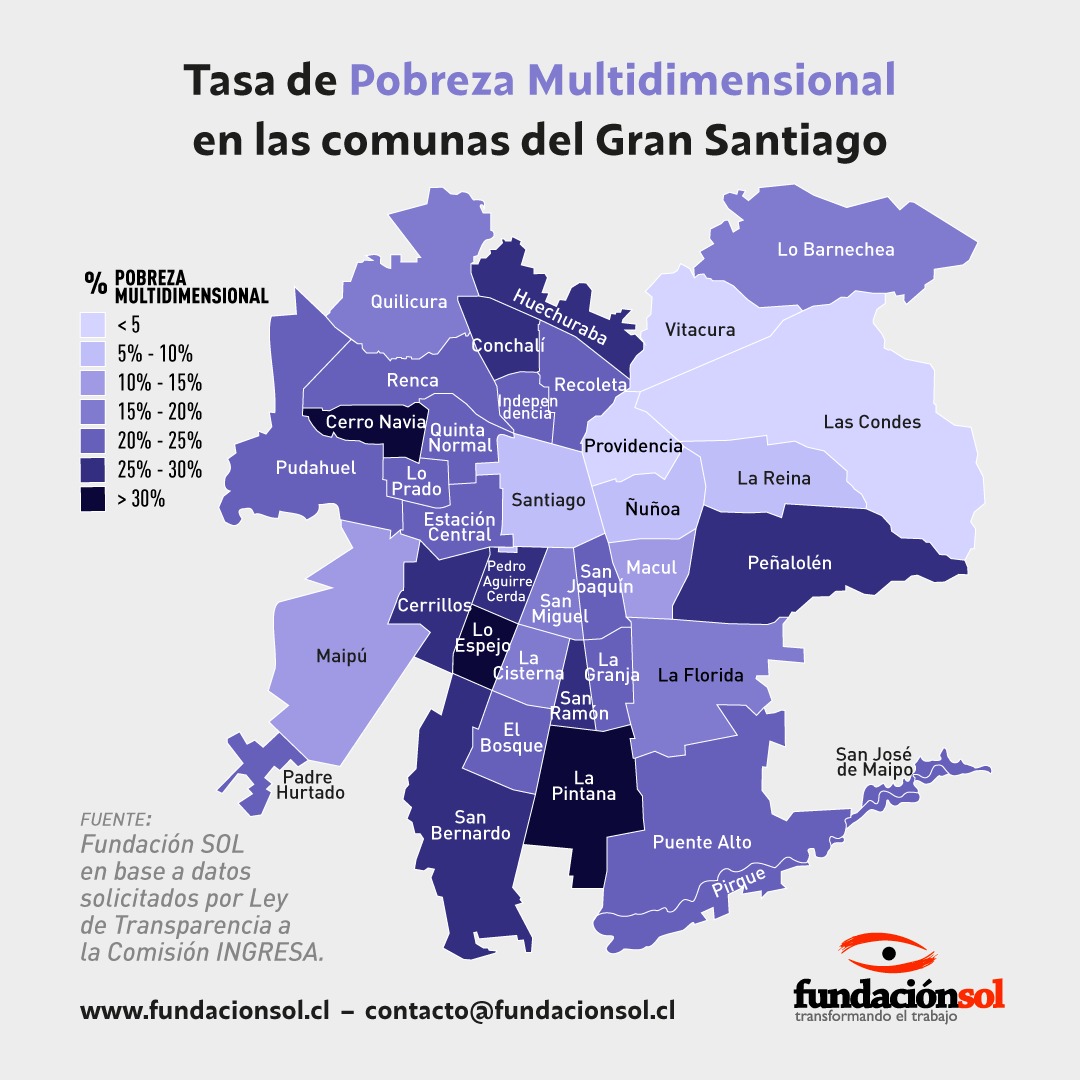 Tasa de Pobreza Multidimensional
en las comunas del Gran Santiago
% POBREZA
MULTIDIMENSIONAL
< 5
5% - 10%
10% - 15%
15% - 20%
20% - 25%
25% - 30%
> 30%
Lo Barnechea
Quilicura
Huechuraba
Vitacura
Conchalí
Renca
Recoleta
Indepen
dencia
Las Condes
Cerro Navia
Quinta
Normal
Providencia
Pudahuel
Lo
Prado
La Reina
Santiago
Ñuñoa
Estación
Central
Peñalolén
Pedro
Aguirre
Cerda
San
Joaquín
Macul
Cerrillos
San
Miguel
Lo
Espejo
Maipú
La
Cisterna
La
Granja
La Florida
San
Ramón
El
Bosque
San José
de Maipo
Padre
Hurtado
La
Pintana
San
Bernardo
Puente Alto
Pirque
FUENTE:
Fundación SOL
en base a datos
solicitados por Ley
de Transparencia a
la Comisión INGRESA.
www.fundacionsol.cl – contacto@fundacionsol.cl
fundaciónsol
transformando el trabajo